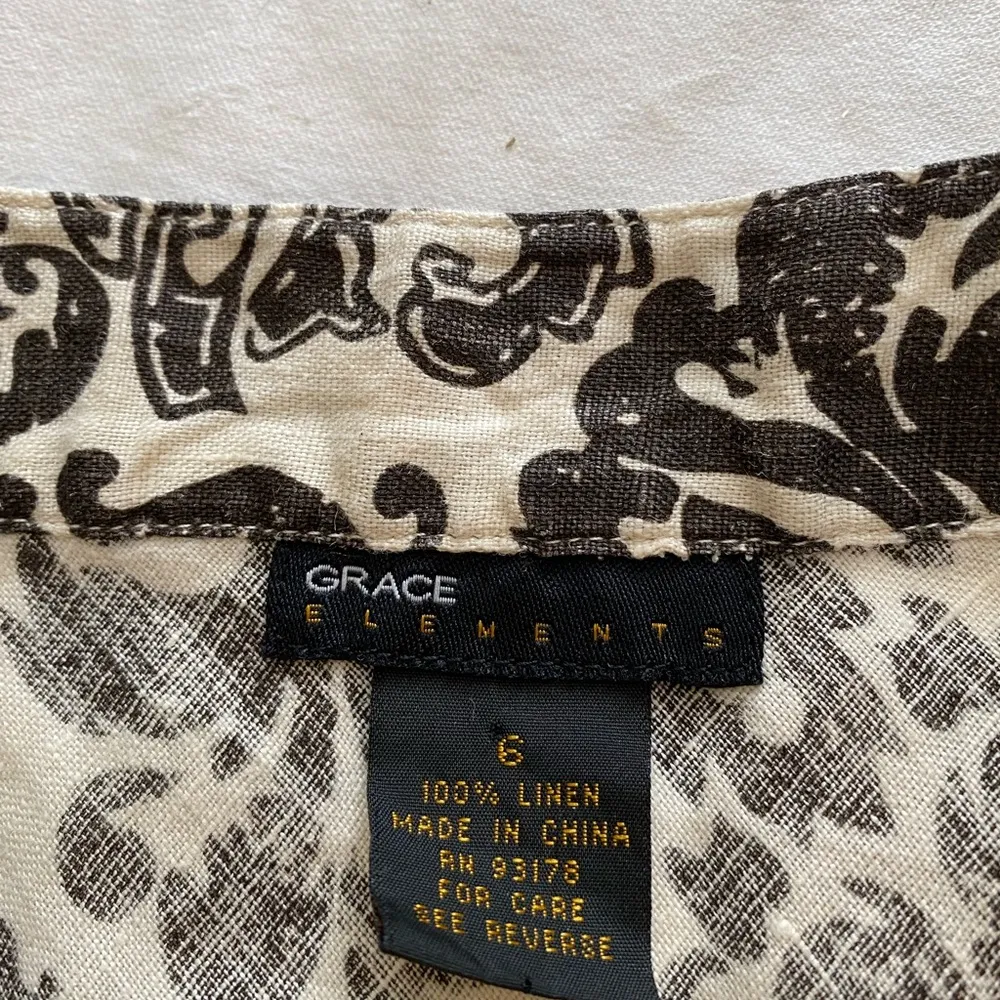 GRACE
ELEMENTS
6
100% LINEN
MADE IN CHINA
RN 93178
FOR CARE
SEE REVERSE